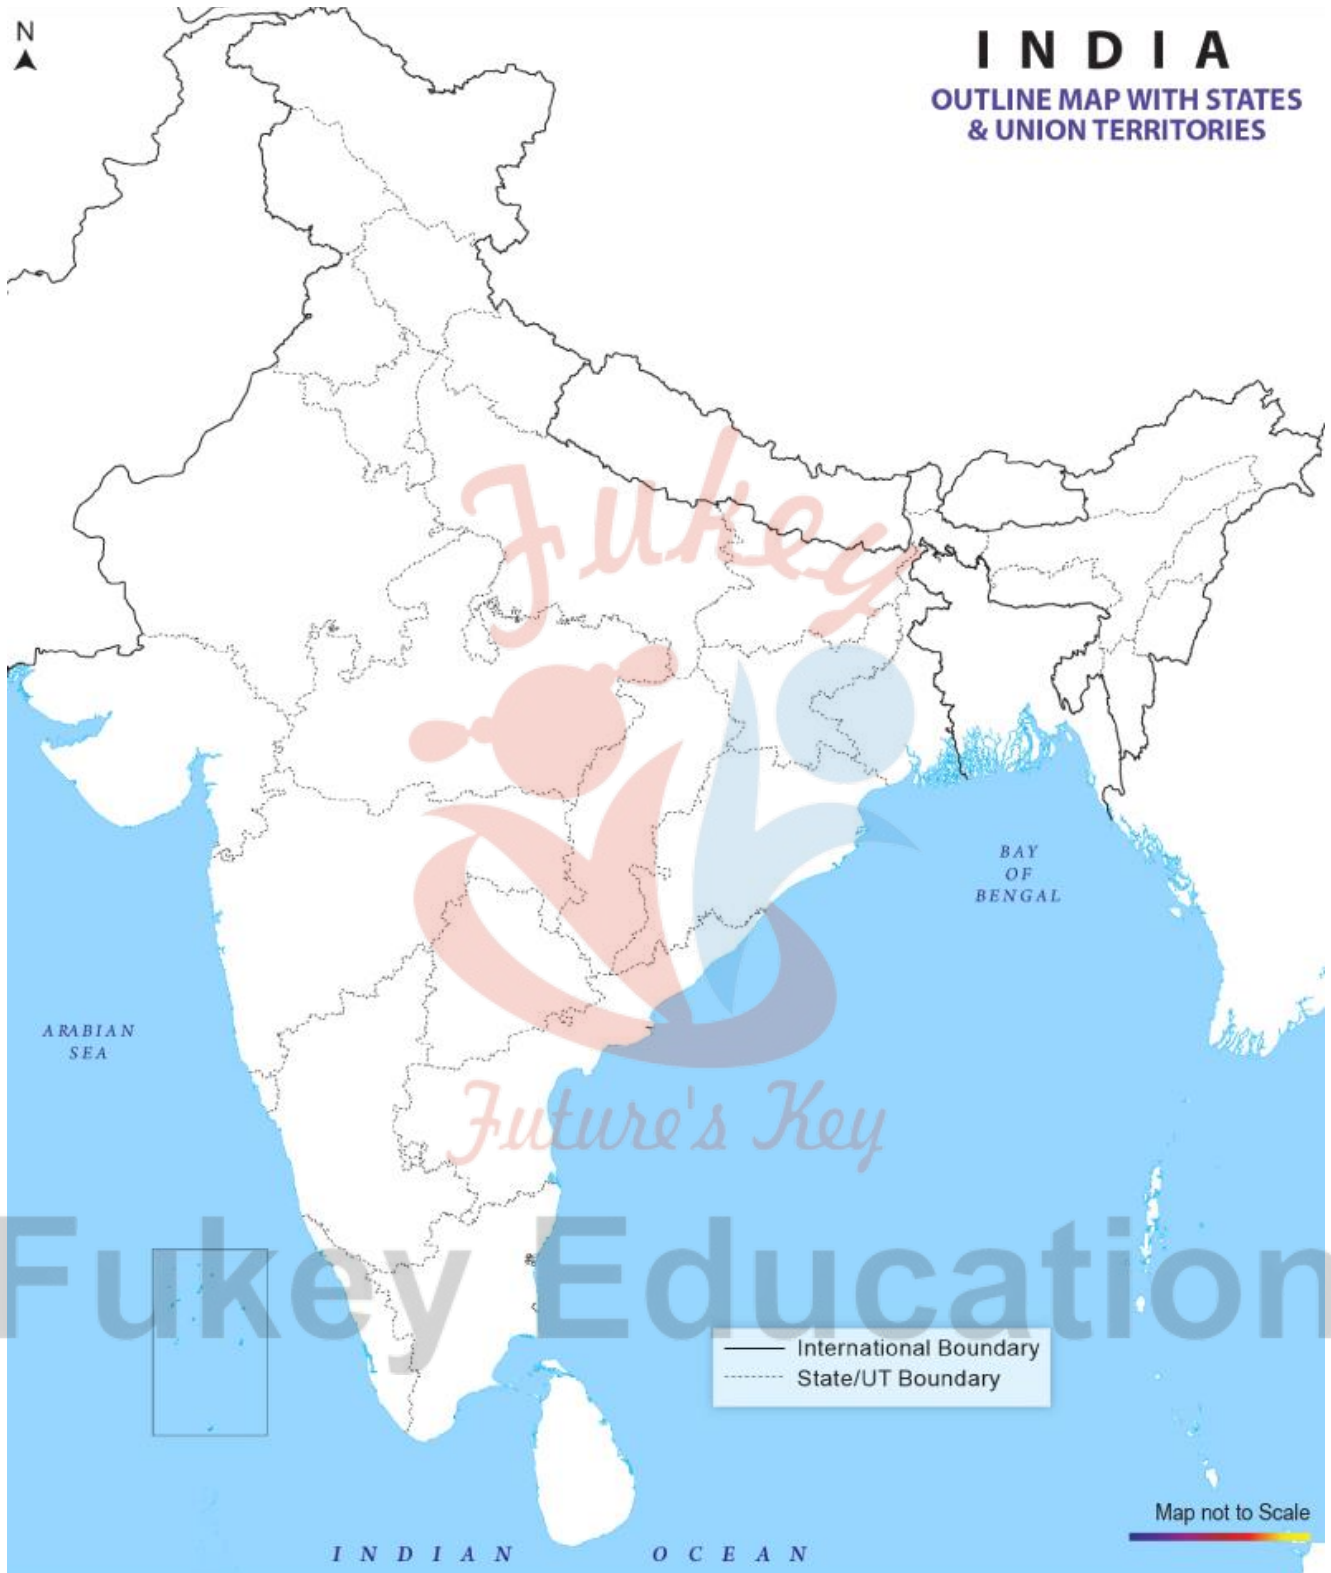 N
INDIA
OUTLINE MAP WITH STATES
& UNION TERRITORIES
Fukey
BAY
OF
BENGAL
ARABIAN
SEA
Future's Key
Fukey Education
International Boundary
State/UT Boundary
Map not to Scale
INDIAN OCEAN